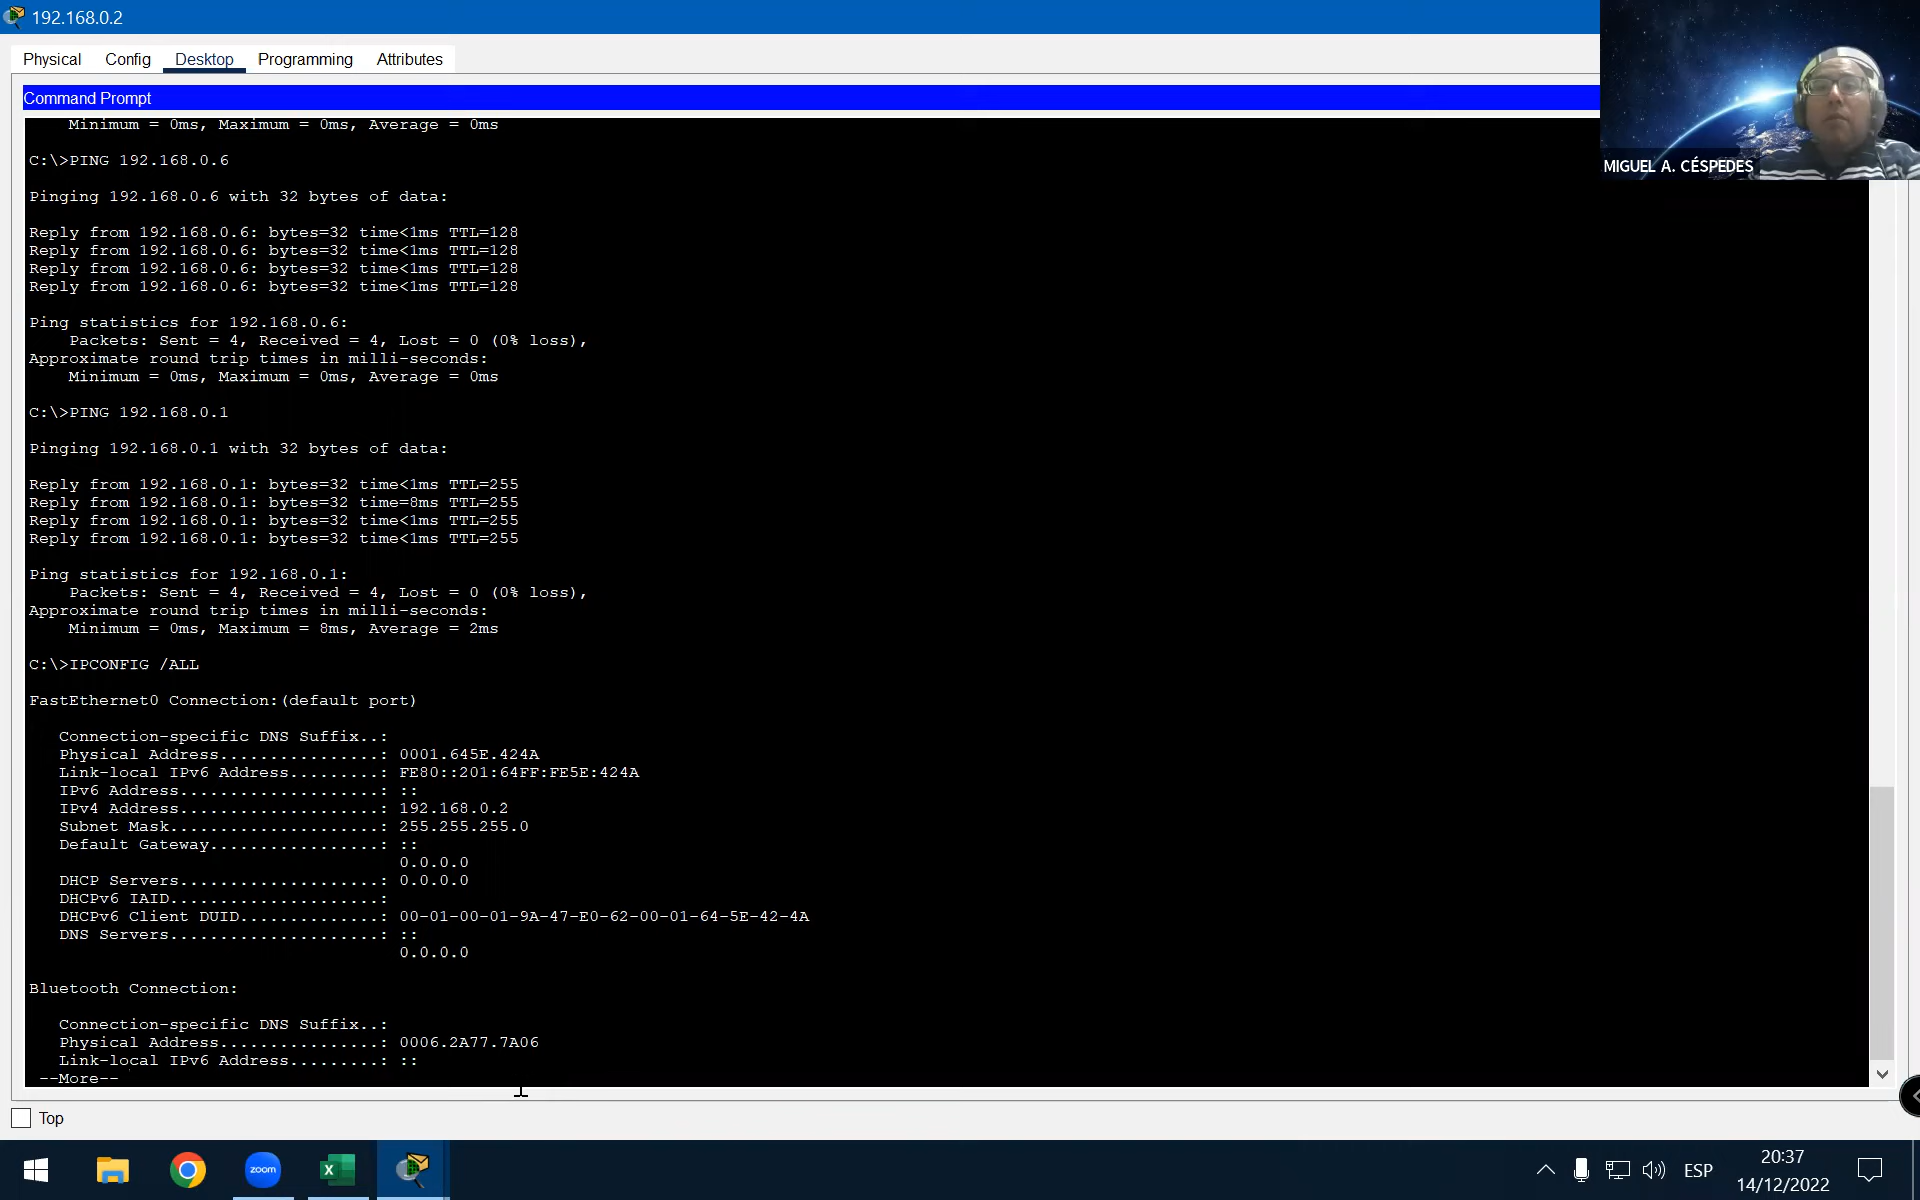 192.168.0.2
Physical Config Desktop Programming Attributes
Command Prompt
Minimum = 0ms, Maximum = 0ms, Average = 0ms
C:\>PING 192.168.0.6
Pinging 192.168.0.6 with 32 bytes of data:
Reply from 192.168.0.6: bytes=32 time<1ms TTL=128
Reply from 192.168.0.6: bytes=32 time<1ms TTL=128
Reply from 192.168.0.6: bytes=32 time<1ms TTL=128
Reply from 192.168.0.6: bytes=32 time<1ms TTL=128
Ping statistics for 192.168.0.6:
Packets: Sent = 4, Received = 4, Lost = 0 (0% loss),
Approximate round trip times in milli-seconds:
Minimum = 0ms, Maximum = 0ms, Average = 0ms
C:\>PING 192.168.0.1
Pinging 192.168.0.1 with 32 bytes of data:
Reply from 192.168.0.1: bytes=32 time<1ms TTL=255
Reply from 192.168.0.1: bytes=32 time=8ms TTL=255
Reply from 192.168.0.1: bytes=32 time<1ms TTL=255
Reply from 192.168.0.1: bytes=32 time<1ms TTL=255
Ping statistics for 192.168.0.1:
Packets: Sent = 4, Received = 4, Lost = 0 (0% loss),
Approximate round trip times in milli-seconds:
Minimum = 0ms, Maximum = 8ms, Average = 2ms
C:\>IPCONFIG /ALL
FastEthernet0 Connection:(default port)
Connection-specific DNS Suffix..:
Physical Address................: 0001.645E.424A
Link-local IPv6 Address.........: FE80::201:64FF:FE5E:424A
IPv6 Address....................: ::
IPv4 Address....................: 192.168.0.2
Subnet Mask.....................: 255.255.255.0
Default Gateway.................: ::
0.0.0.0
DHCP Servers....................: 0.0.0.0
DHCPv6 IAID.....................:
DHCPv6 Client DUID..............: 00-01-00-01-9A-47-E0-62-00-01-64-5E-42-4A
DNS Servers.....................: ::
0.0.0.0
Bluetooth Connection:
Connection-specific DNS Suffix..:
Physical Address................: 0006.2A77.7A06
Link-local IPv6 Address.........: ::
--More--
Top
MIGUEL A. CÉSPEDES
zoom
ESP
20:37
14/12/2022